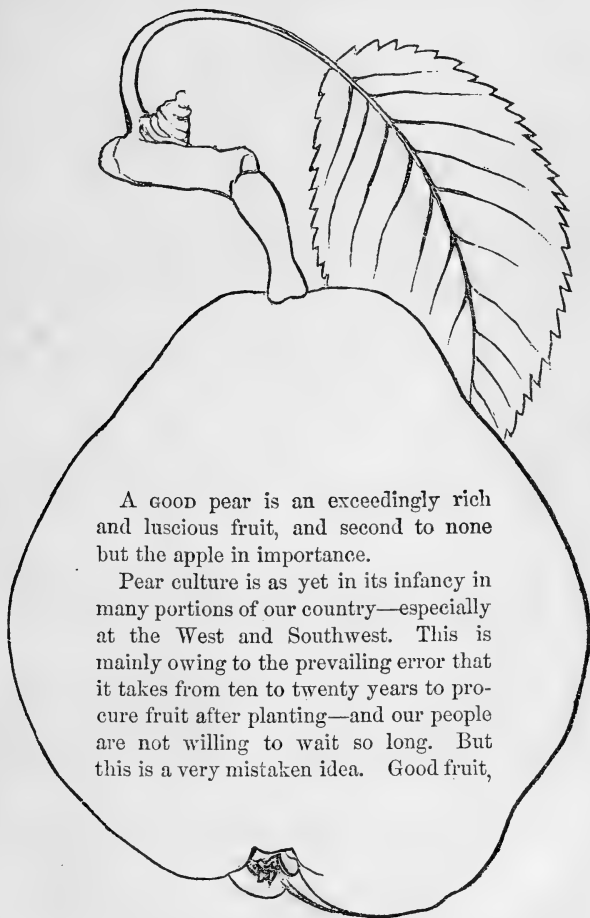 A GOOD pear is an exceedingly rich
and luscious fruit, and second to none
but the apple in importance.
Pear culture is as yet in its infancy in
many portions of our country—especially
at the West and Southwest. This is
mainly owing to the prevailing error that
it takes from ten to twenty years to pro-
cure fruit after planting—and our people
are not willing to wait so long. But
this is a very mistaken idea. Good fruit,